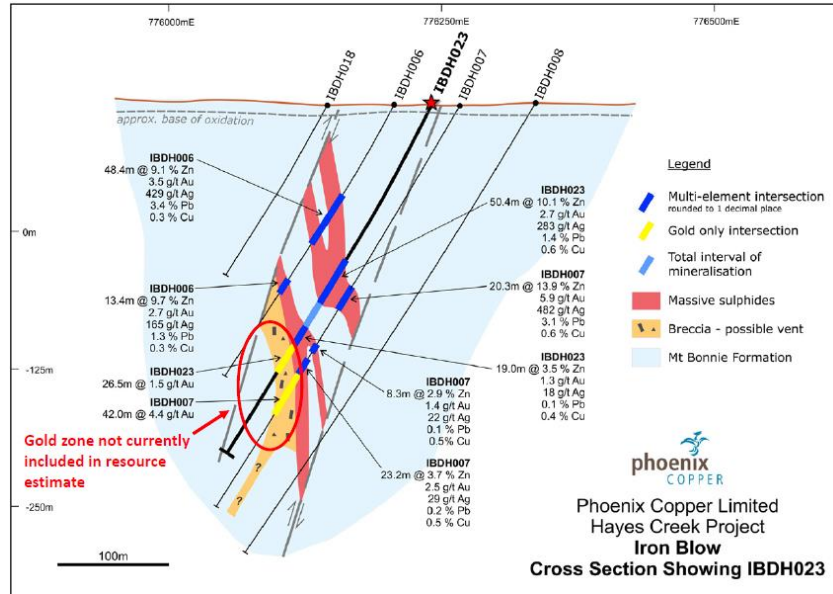 776000mE
776250mE
776500mE
IBDH018
IBDH006
IBDH023
IBDH007
IBDH008
approx. base of oxidation
IBDH006
48.4m @ 9.1 % Zn
3.5 g/t Au
429 g/t Ag
3.4 % Pb
0.3 % Cu
0m
IBDH006
13.4m @ 9.7 % Zn
2.7 g/t Au
165 g/t Ag
1.3 % Pb
0.3 % Cu
-125m
IBDH023
26.5m @ 1.5 g/t Au
IBDH007
42.0m @ 4.4 g/t Au
Gold zone not currently
included in resource
estimate
-250m
?
?
100m
IBDH023
50.4m @ 10.1 % Zn
2.7 g/t Au
283 g/t Ag
1.4 % Pb
0.6 % Cu
IBDH007
20.3m @ 13.9 % Zn
5.9 g/t Au
482 g/t Ag
3.1 % Pb
0.6 % Cu
IBDH023
19.0m @ 3.5 % Zn
1.3 g/t Au
18 g/t Ag
0.1 % Pb
0.4 % Cu
IBDH007
8.3m @ 2.9 % Zn
1.4 g/t Au
22 g/t Ag
0.1 % Pb
0.5% Cu
IBDH007
23.2m @ 3.7 % Zn
2.5 g/t Au
29 g/t Ag
0.2 % Pb
0.5 % Cu
Legend
Multi-element intersection
rounded to 1 decimal place
Gold only intersection
Total interval of
mineralisation
Massive sulphides
Breccia - possible vent
Mt Bonnie Formation
phoenix
COPPER
Phoenix Copper Limited
Hayes Creek Project
Iron Blow
Cross Section Showing IBDH023